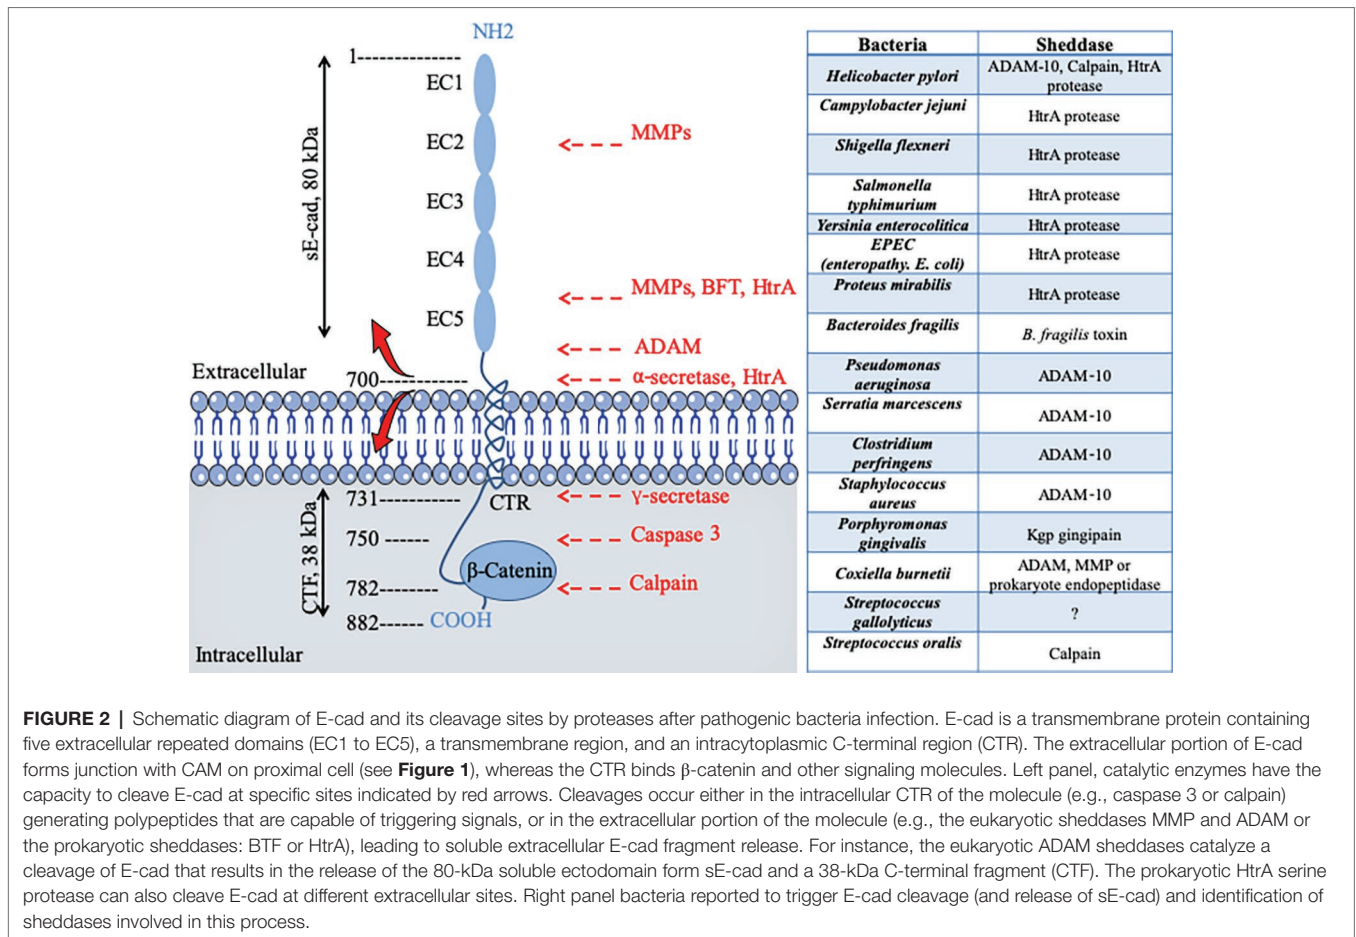 NH2
1--------------
EC1
EC2
EC3
EC4
EC5
sE-cad, 80 kDa
MMPs
MMPs, BFT, HtrA
ADAM
α-secretase, HtrA
Extracellular
700-----------
731-----------
CTR
γ-secretase
750 ------
Caspase 3
β-Catenin
782--------
Calpain
882------ COOH
CTF, 38 kDa
Intracellular
Bacteria Sheddase
Helicobacter pylori ADAM-10, Calpain, HtrA
protease
Campylobacter jejuni HtrA protease
Shigella flexneri HtrA protease
Salmonella
typhimurium HtrA protease
Yersinia enterocolitica HtrA protease
EPEC
(enteropathy. E. coli) HtrA protease
Proteus mirabilis HtrA protease
Bacteroides fragilis B. fragilis toxin
Pseudomonas
aeruginosa ADAM-10
Serratia marcescens ADAM-10
Clostridium
perfringens ADAM-10
Staphylococcus
aureus ADAM-10
Porphyromonas
gingivalis Kgp gingipain
Coxiella burnetii ADAM, MMP or
prokaryote endopeptidase
Streptococcus
gallolyticus ?
Streptococcus oralis Calpain
FIGURE 2 | Schematic diagram of E-cad and its cleavage sites by proteases after pathogenic bacteria infection. E-cad is a transmembrane protein containing
five extracellular repeated domains (EC1 to EC5), a transmembrane region, and an intracytoplasmic C-terminal region (CTR). The extracellular portion of E-cad
forms junction with CAM on proximal cell (see Figure 1), whereas the CTR binds β-catenin and other signaling molecules. Left panel, catalytic enzymes have the
capacity to cleave E-cad at specific sites indicated by red arrows. Cleavages occur either in the intracellular CTR of the molecule (e.g., caspase 3 or calpain)
generating polypeptides that are capable of triggering signals, or in the extracellular portion of the molecule (e.g., the eukaryotic sheddases MMP and ADAM or
the prokaryotic sheddases: BTF or HtrA), leading to soluble extracellular E-cad fragment release. For instance, the eukaryotic ADAM sheddases catalyze a
cleavage of E-cad that results in the release of the 80-kDa soluble ectodomain form sE-cad and a 38-kDa C-terminal fragment (CTF). The prokaryotic HtrA serine
protease can also cleave E-cad at different extracellular sites. Right panel bacteria reported to trigger E-cad cleavage (and release of sE-cad) and identification of
sheddases involved in this process.